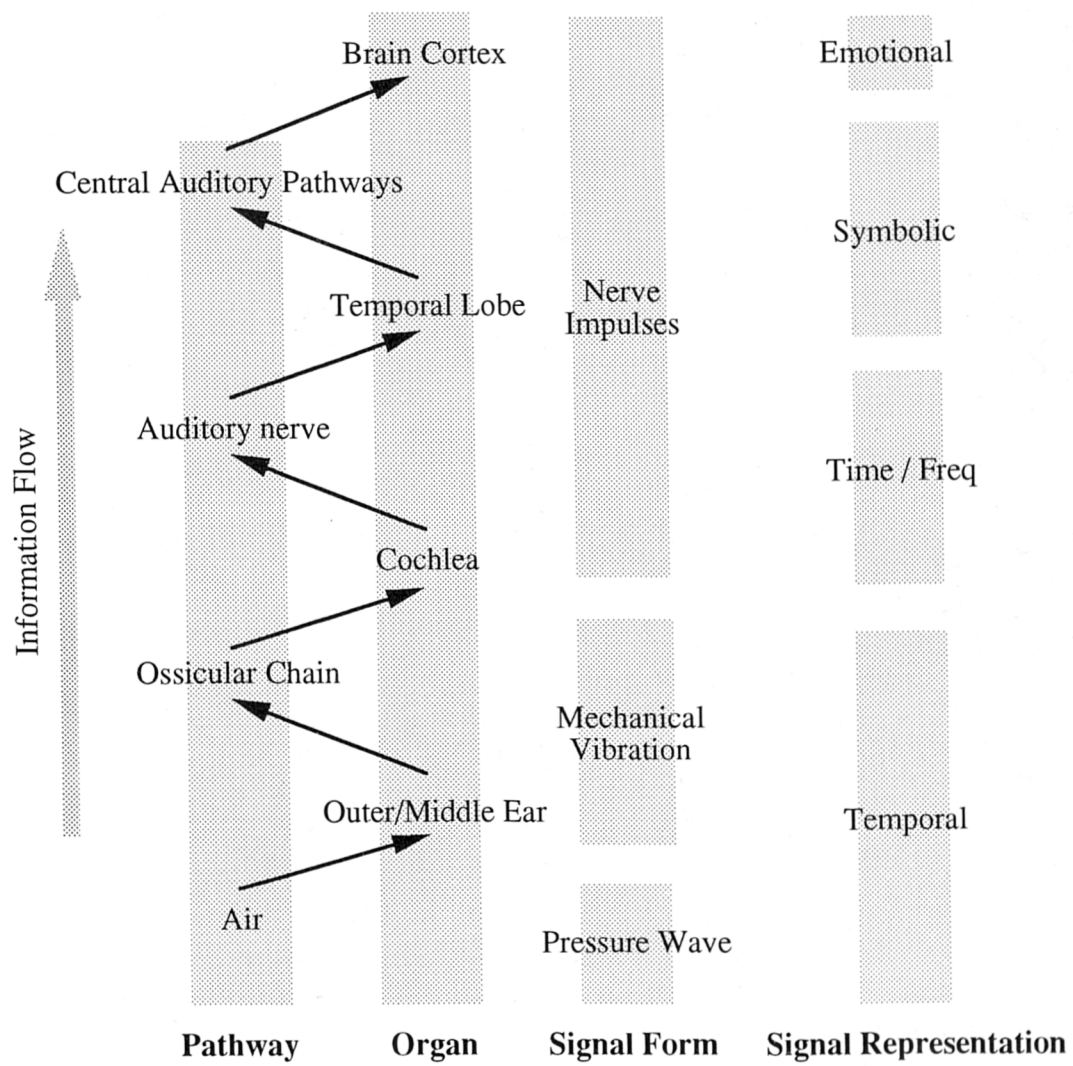 Brain Cortex
Emotional
Central Auditory Pathways
Symbolic
Temporal Lobe
Nerve
Impulses
Auditory nerve
Time / Freq
Information Flow
Cochlea
Ossicular Chain
Mechanical
Vibration
Outer/Middle Ear
Temporal
Air
Pressure Wave
Pathway
Organ
Signal Form
Signal Representation